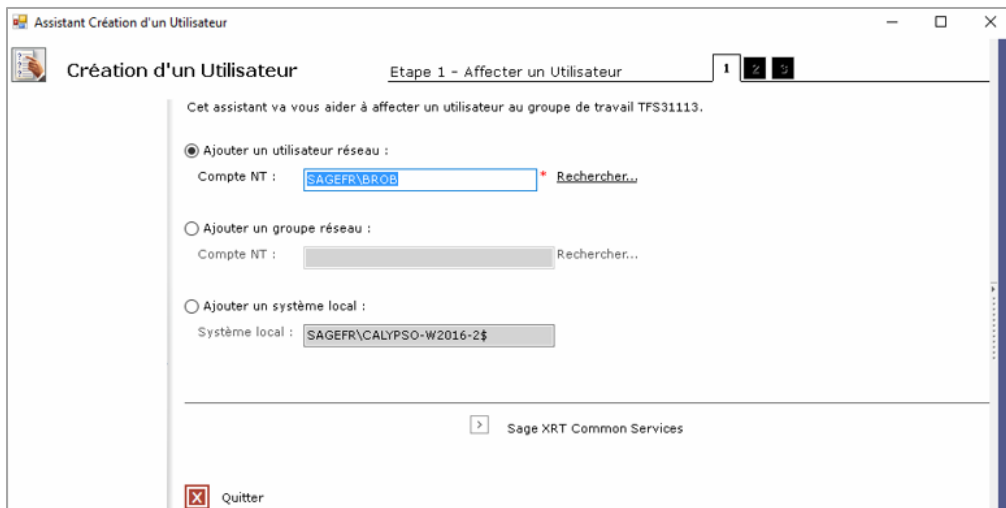 Assistant Création d'un Utilisateur
Création d'un Utilisateur Etape 1 - Affecter un Utilisateur 1 2 3
Cet assistant va vous aider à affecter un utilisateur au groupe de travail TFS31113.
Ajouter un utilisateur réseau :
Compte NT : SAGEFR\BROB * Rechercher...
Ajouter un groupe réseau :
Compte NT : Rechercher...
Ajouter un système local :
Système local : SAGEFR\CALYPSO-W2016-2$
> Sage XRT Common Services
Quitter